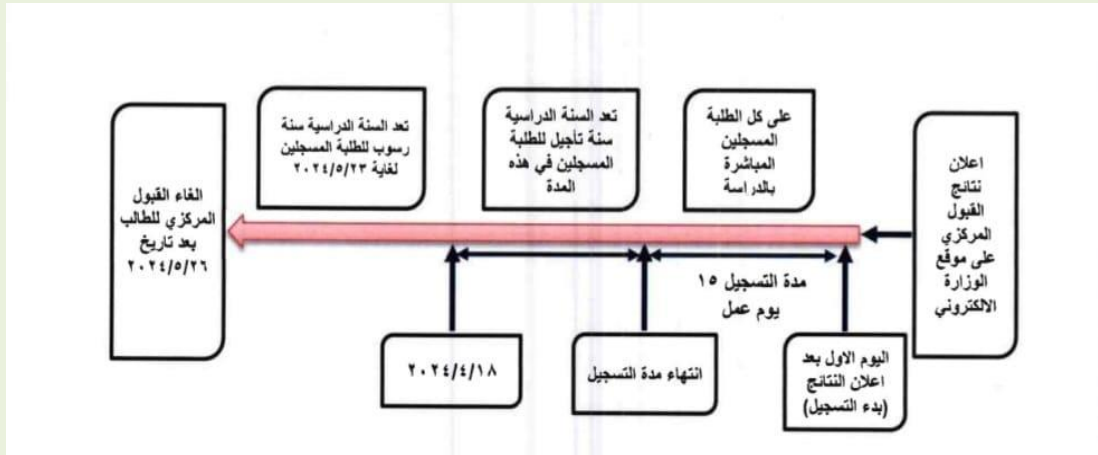 اعلان
نتائج
القبول
المركزي
على موقع
الوزارة
الالكتروني
على كل الطلبة
المسجلين
المباشرة
بالدراسة
تعد السنة الدراسية
سنة تأجيل للطلبة
المسجلين في هذه
المدة
تعد السنة الدراسية سنة
رسوب للطلبة المسجلين
لغاية ٢٠٢٤/٥/٢٣
الغاء القبول
المركزي للطالب
بعد تاريخ
٢٠٢٤/٥/٢٦
مدة التسجيل ١٥
يوم عمل
اليوم الاول بعد
اعلان النتائج
(بدء التسجيل)
انتهاء مدة التسجيل
٢٠٢٤/٤/١٨